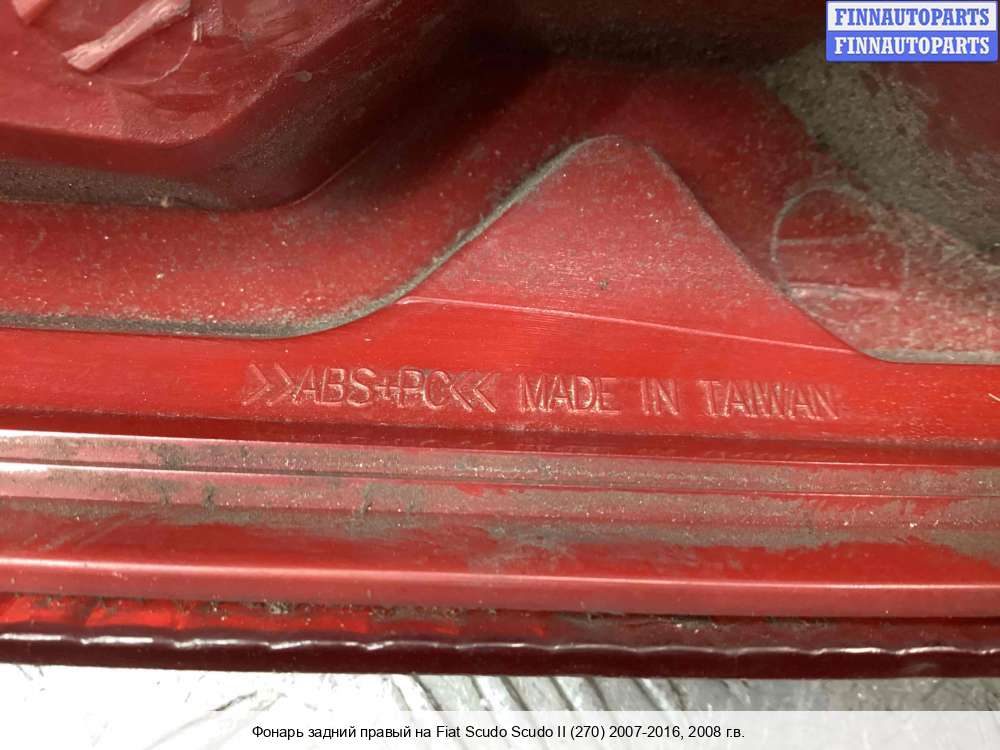 FINNAUTOPARTS
FINNAUTOPARTS
>>ABS+PC<< MADE IN TAIWAN
Фонарь задний правый на Fiat Scudo Scudo II (270) 2007-2016, 2008 г.в.